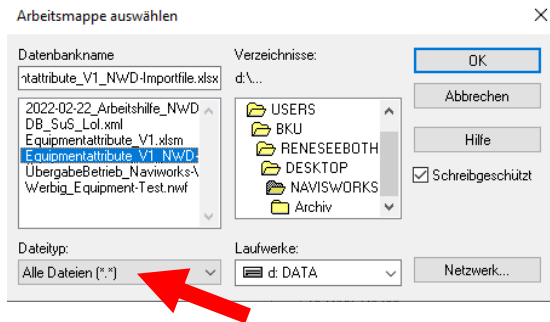 Arbeitsmappe auswählen
Datenbankname
ntattribute_V1_NWD-Importfile.xlsx
2022-02-22_Arbeitshilfe_NWD
DB_SuS_LoI.xml
Equipmentattribute_V1.xlsm
Equipmentattribute_V1_NWD-
ÜbergabeBetrieb_Naviworks-V
Werbig_Equipment-Test.nwf
Dateityp:
Alle Dateien (*.*)
Verzeichnisse:
d:\...
USERS
BKU
RENESEEBOTH
DESKTOP
NAVISWORKS
Archiv
Laufwerke:
d: DATA
OK
Abbrechen
Hilfe
Schreibgeschützt
Netzwerk...